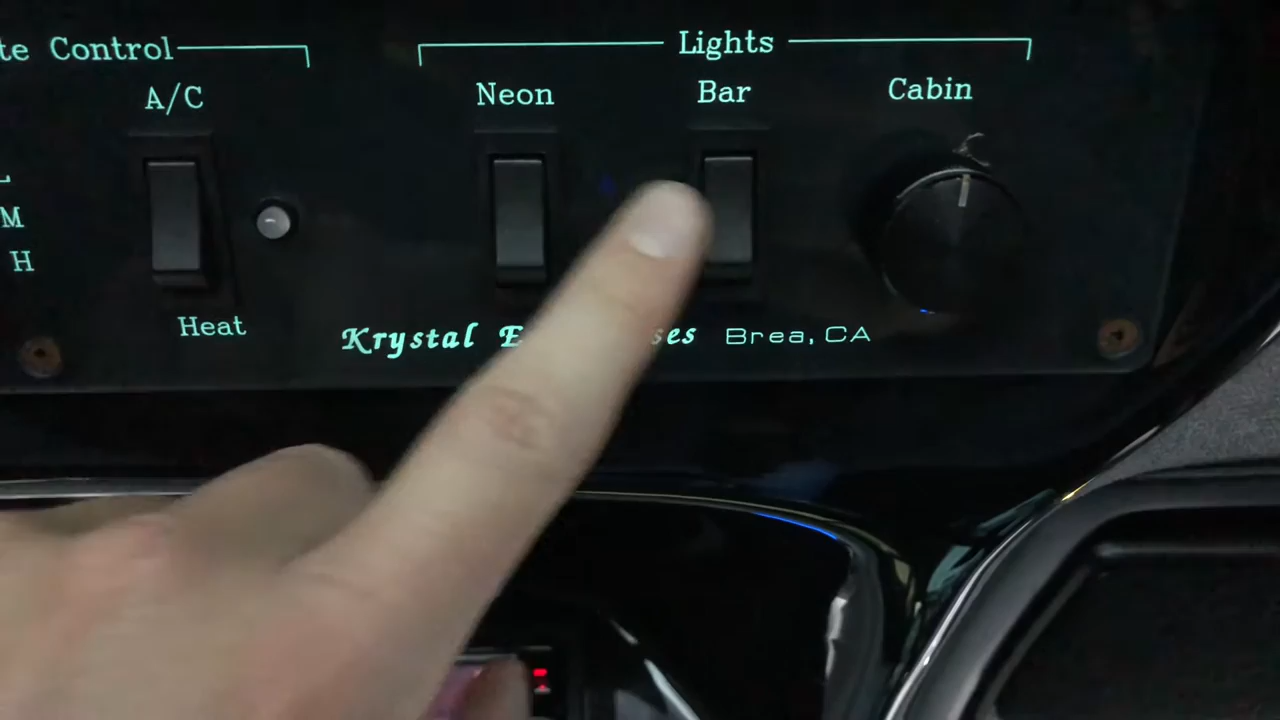 te Control
Lights
A/C
Neon
Bar
Cabin
M
H
Heat
Krystal E ses Brea, CA